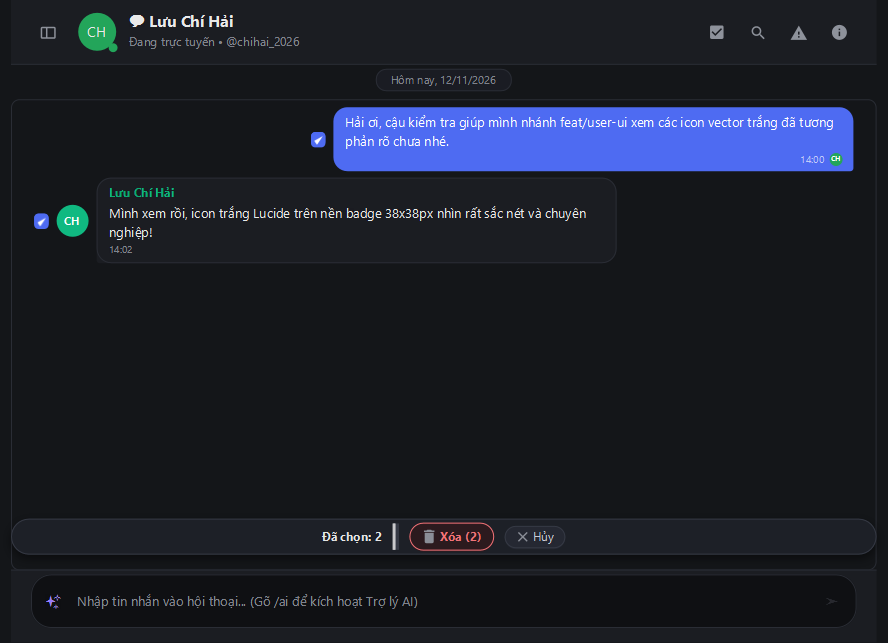 CH
Lưu Chí Hải
Đang trực tuyến • @chihai_2026
Hôm nay, 12/11/2026
Hải ơi, cậu kiểm tra giúp mình nhánh feat/user-ui xem các icon vector trắng đã tương
phản rõ chưa nhé.
14:00 CH
CH
Lưu Chí Hải
Mình xem rồi, icon trắng Lucide trên nền badge 38x38px nhìn rất sắc nét và chuyên
nghiệp!
14:02
Đã chọn: 2 Xóa (2) Hủy
Nhập tin nhắn vào hội thoại... (Gõ /ai để kích hoạt Trợ lý AI)